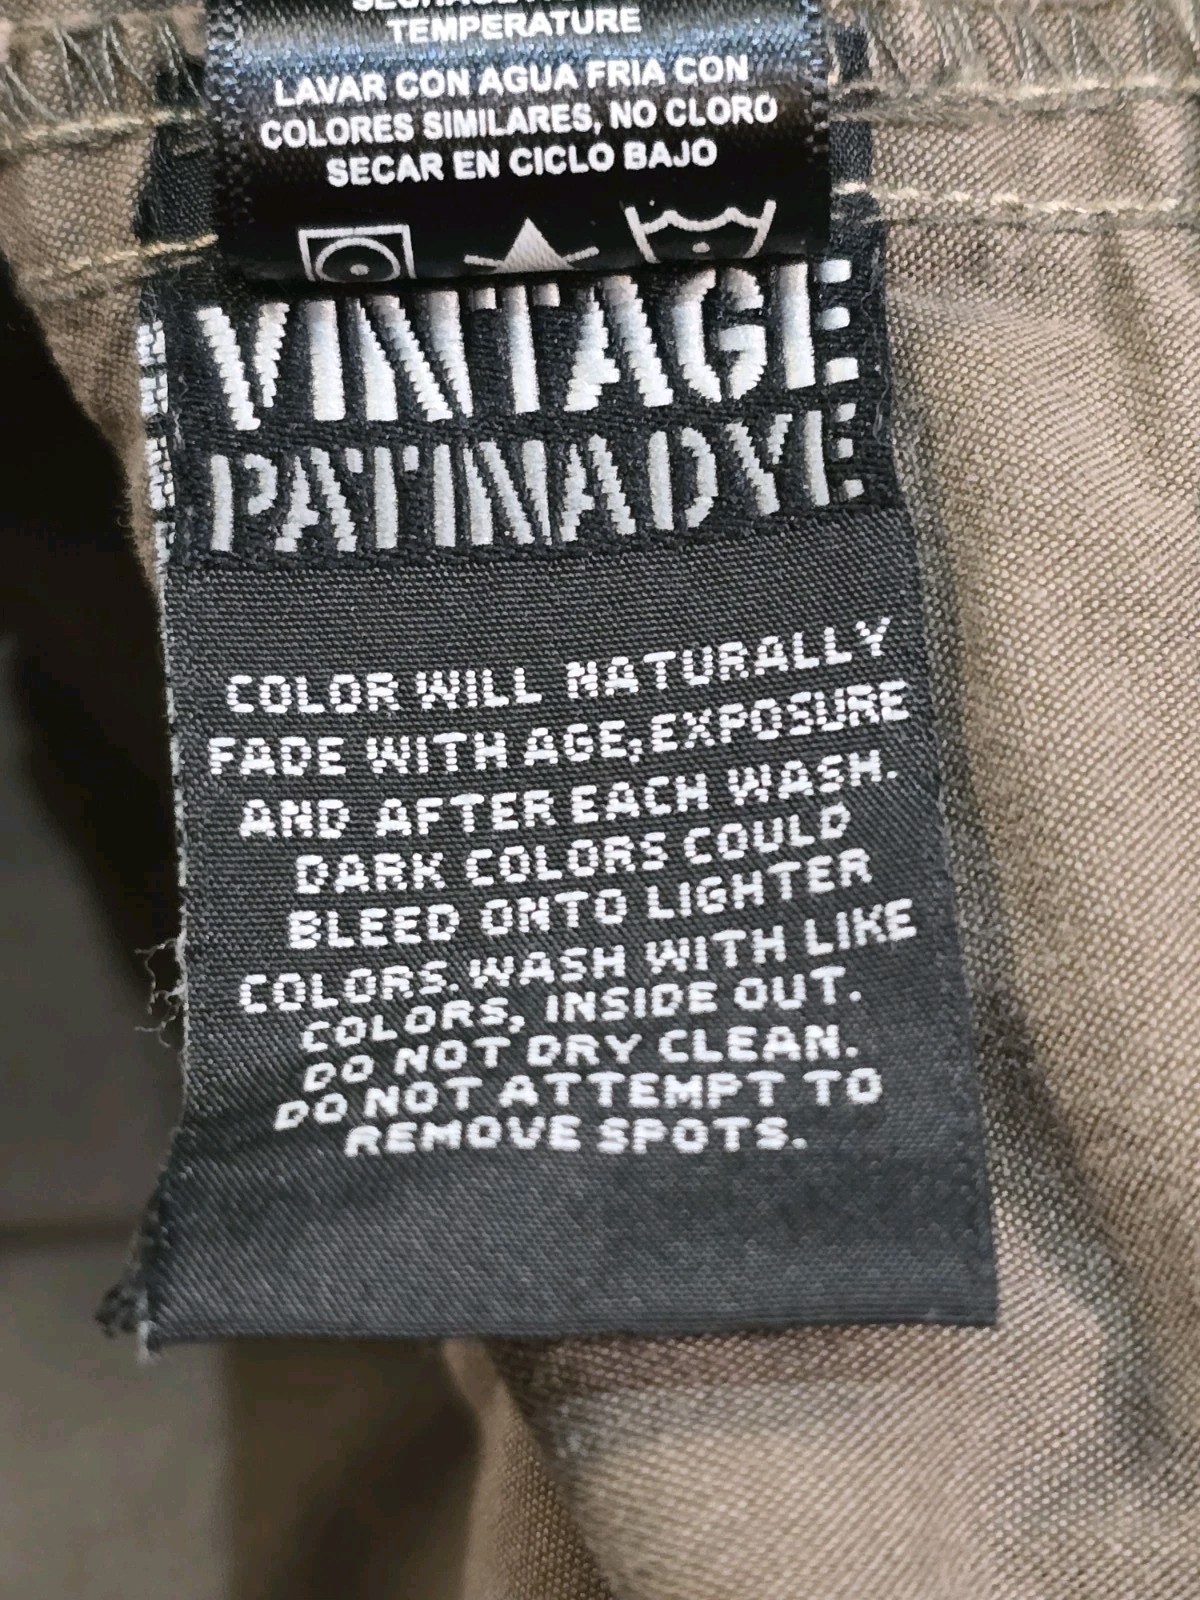 TEMPERATURE
LAVAR CON AGUA FRIA CON
COLORES SIMILARES, NO CLORO
SECAR EN CICLO BAJO
VINTAGE
PATINADYE
COLOR WILL NATURALLY
FADE WITH AGE, EXPOSURE
AND AFTER EACH WASH.
DARK COLORS COULD
BLEED ONTO LIGHTER
COLORS. WASH WITH LIKE
COLORS, INSIDE OUT.
DO NOT DRY CLEAN.
DO NOT ATTEMPT TO
REMOVE SPOTS.